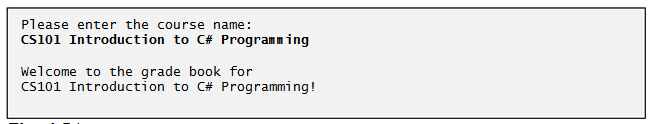 Please enter the course name:
CS101 Introduction to C# Programming
Welcome to the grade book for
CS101 Introduction to C# Programming!